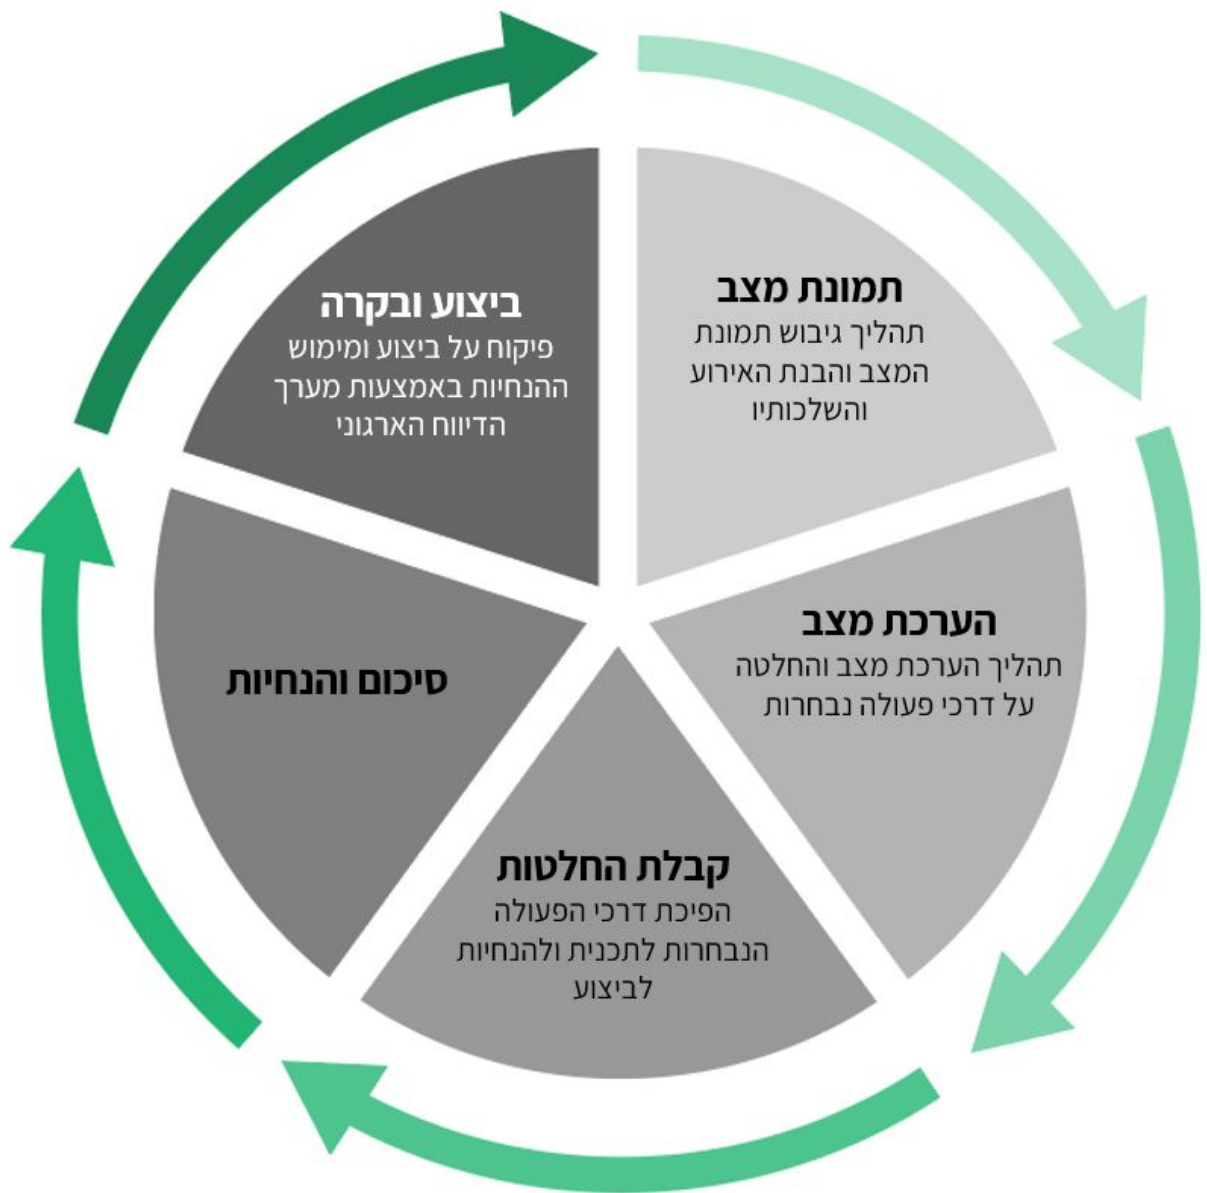 תמונת מצב
תהליך גיבוש תמונת
המצב והבנת האירוע
והשלכותיו
הערכת מצב
תהליך הערכת מצב והחלטה
על דרכי פעולה נבחרות
קבלת החלטות
הפיכת דרכי הפעולה
הנבחרות לתכנית ולהנחיות
לביצוע
סיכום והנחיות
ביצוע ובקרה
פיקוח על ביצוע ומימוש
ההנחיות באמצעות מערך
הדיווח הארגוני